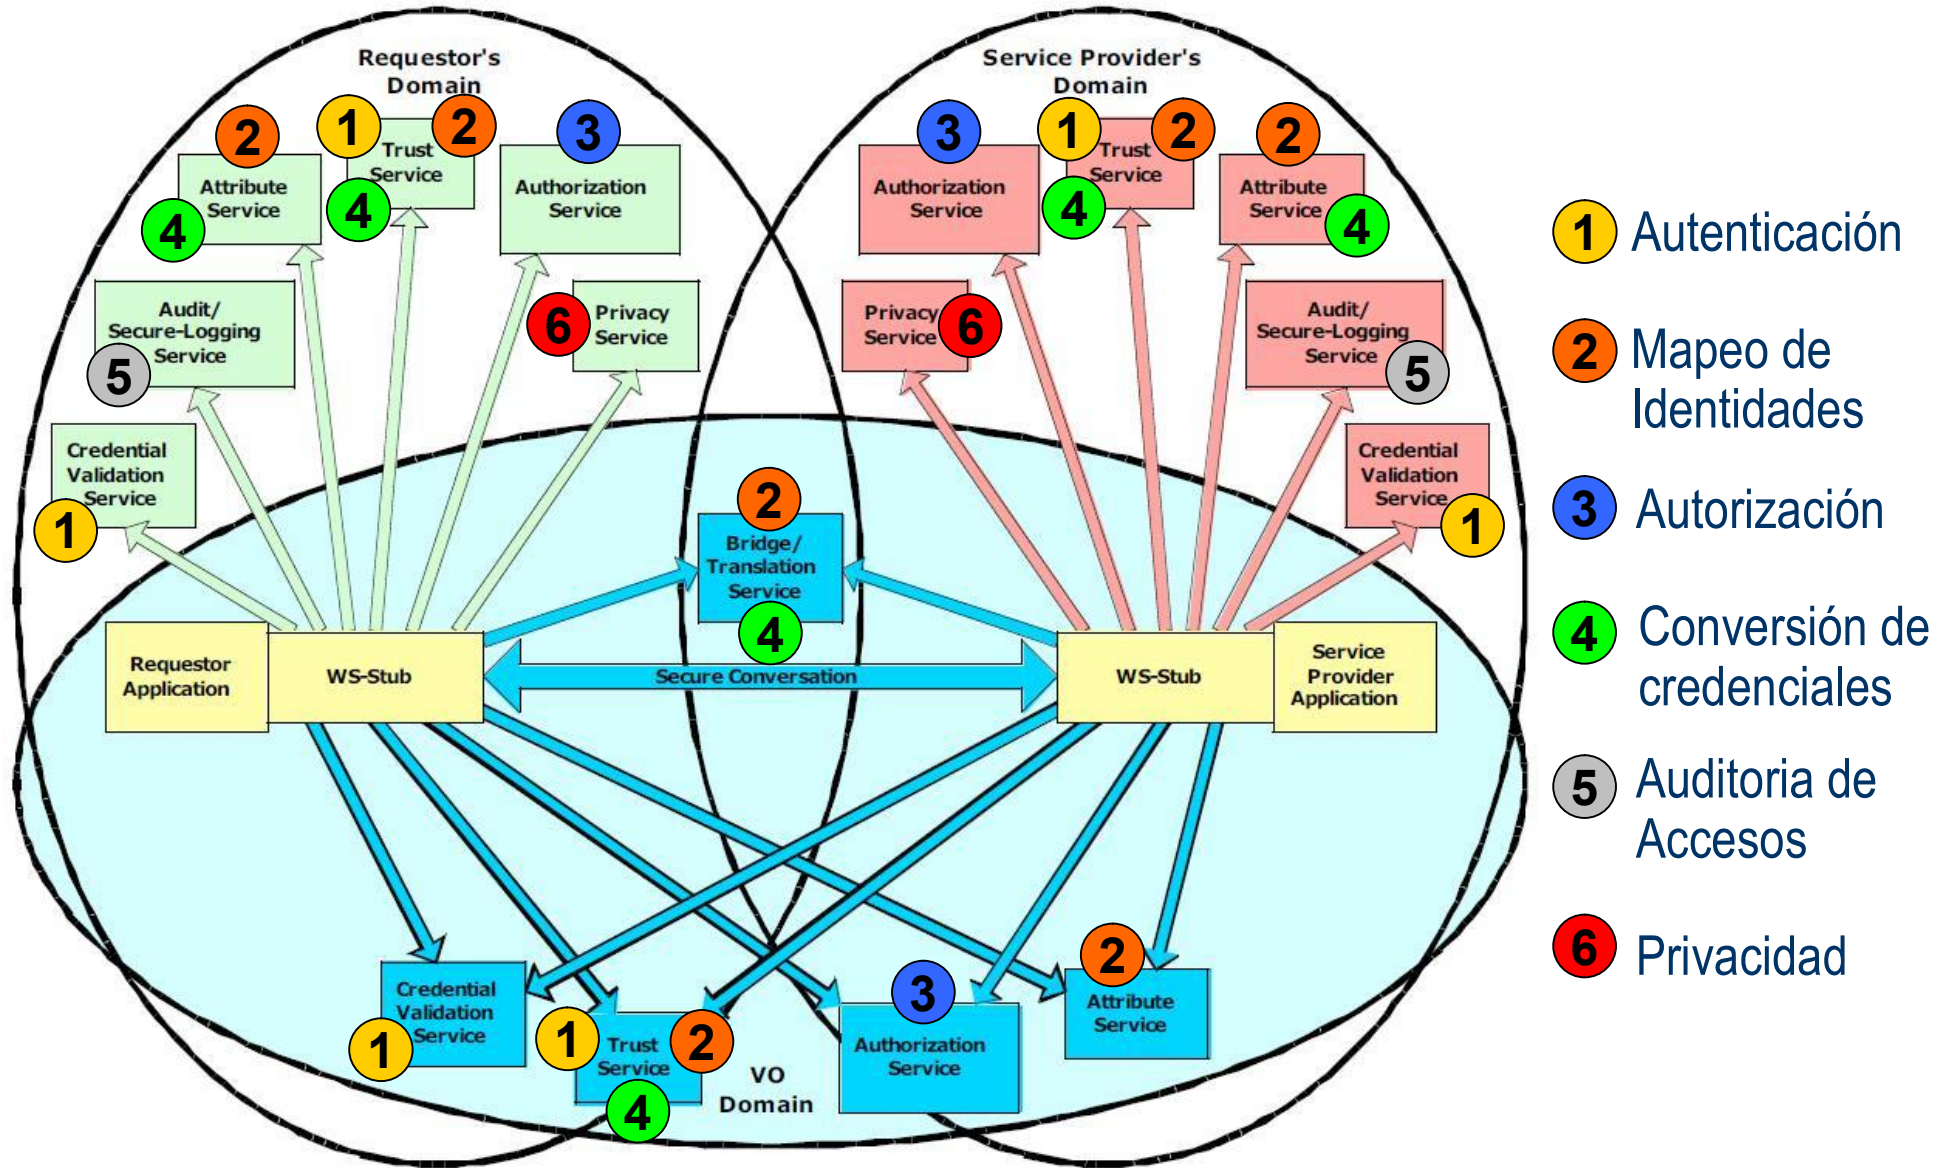 Requestor's
Domain
Service Provider's
Domain
2
1
2
3
Trust
Service
Attribute
Service
4
4
Authorization
Service
3
1
2
2
Authorization
Service
Trust
Service
4
Attribute
Service
4
Audit/
Secure-Logging
Service
5
6
Privacy
Service
Privacy
Service
6
Audit/
Secure-Logging
Service
5
Credential
Validation
Service
1
Credential
Validation
Service
1
2
Bridge/
Translation
Service
4
Requestor
Application
WS-Stub
Secure Conversation
WS-Stub
Service
Provider
Application
Credential
Validation
Service
1
1
2
Trust
Service
4
VO
Domain
3
Authorization
Service
2
Attribute
Service
1 Autenticación
2 Mapeo de
Identidades
3 Autorización
4 Conversión de
credenciales
5 Auditoria de
Accesos
6 Privacidad